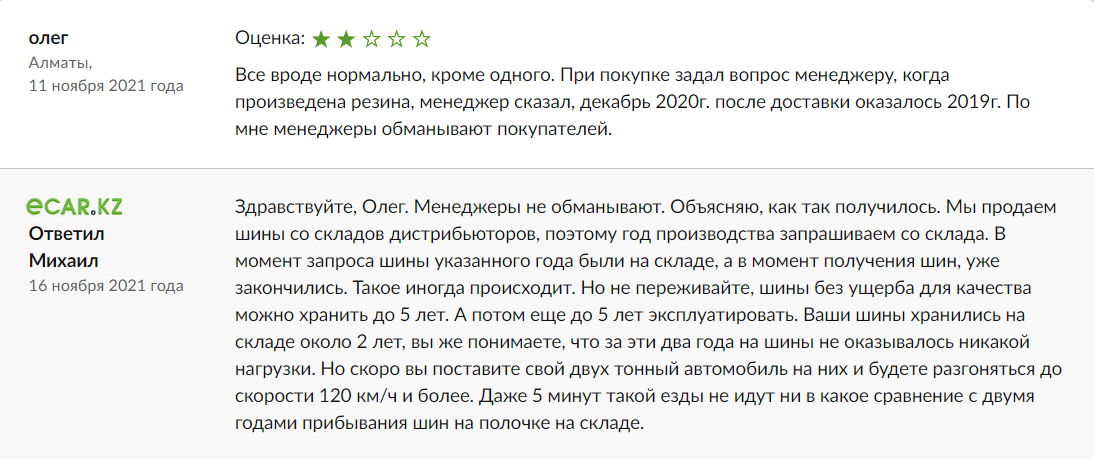 олег
Алматы,
11 ноября 2021 года
Оценка:
Все вроде нормально, кроме одного. При покупке задал вопрос менеджеру, когда
произведена резина, менеджер сказал, декабрь 2020г. после доставки оказалось 2019г. По
мне менеджеры обманывают покупателей.
eCAR.KZ
Ответил
Михаил
16 ноября 2021 года
Здравствуйте, Олег. Менеджеры не обманывают. Объясняю, как так получилось. Мы продаем
шины со складов дистрибьюторов, поэтому год производства запрашиваем со склада. В
момент запроса шины указанного года были на складе, а в момент получения шин, уже
закончились. Такое иногда происходит. Но не переживайте, шины без ущерба для качества
можно хранить до 5 лет. А потом еще до 5 лет эксплуатировать. Ваши шины хранились на
складе около 2 лет, вы же понимаете, что за эти два года на шины не оказывалось никакой
нагрузки. Но скоро вы поставите свой двух тонный автомобиль на них и будете разгоняться до
скорости 120 км/ч и более. Даже 5 минут такой езды не идут ни в какое сравнение с двумя
годами прибывания шин на полочке на складе.